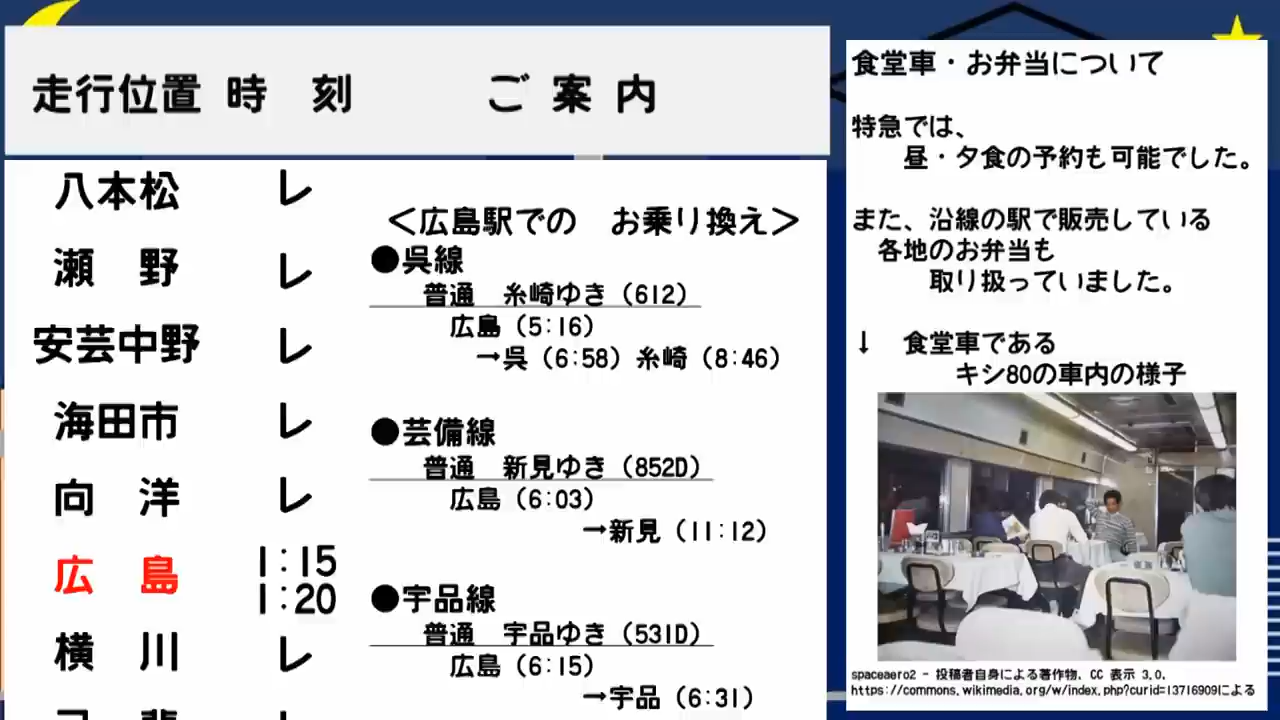 走行位置 時 刻 ご 案 内
八本松 レ
瀬 野 レ
安芸中野 レ
海田市 レ
向 洋 レ
広 島 1:15
1:20
横 川 レ
<広島駅での お乗り換え>
●呉線
普通 糸崎ゆき(612)
広島(5:16)
→呉(6:58)糸崎(8:46)
●芸備線
普通 新見ゆき(852D)
広島(6:03)
→新見(11:12)
●宇品線
普通 宇品ゆき(531D)
広島(6:15)
→宇品(6:31)
食堂車・お弁当について
特急では、
昼・夕食の予約も可能でした。
また、沿線の駅で販売している
各地のお弁当も
取り扱っていました。
↓ 食堂車である
キシ80の車内の様子
spaceaero2 - 投稿者自身による著作物, CC 表示 3.0,
https://commons.wikimedia.org/w/index.php?curid=13716909による